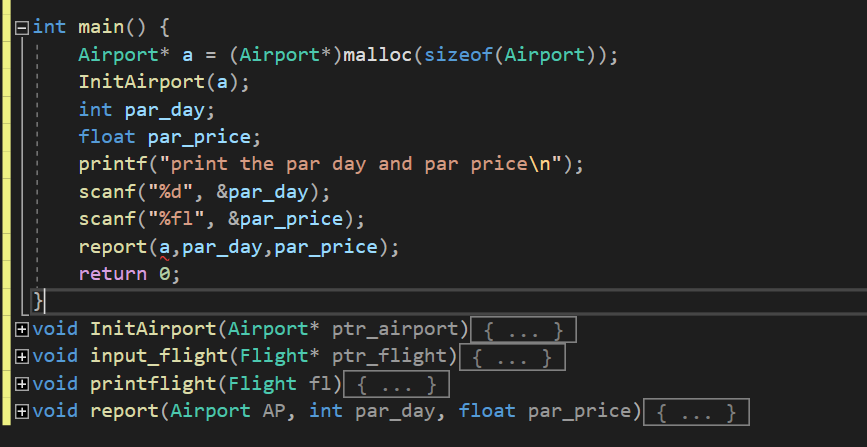 int main() {
Airport* a = (Airport*)malloc(sizeof(Airport));
InitAirport(a);
int par_day;
float par_price;
printf("print the par day and par price\n");
scanf("%d", &par_day);
scanf("%fl", &par_price);
report(a,par_day,par_price);
return 0;
}
void InitAirport(Airport* ptr_airport){ ... }
void input_flight(Flight* ptr_flight){ ... }
void printflight(Flight fl){ ... }
void report(Airport AP, int par_day, float par_price){ ... }